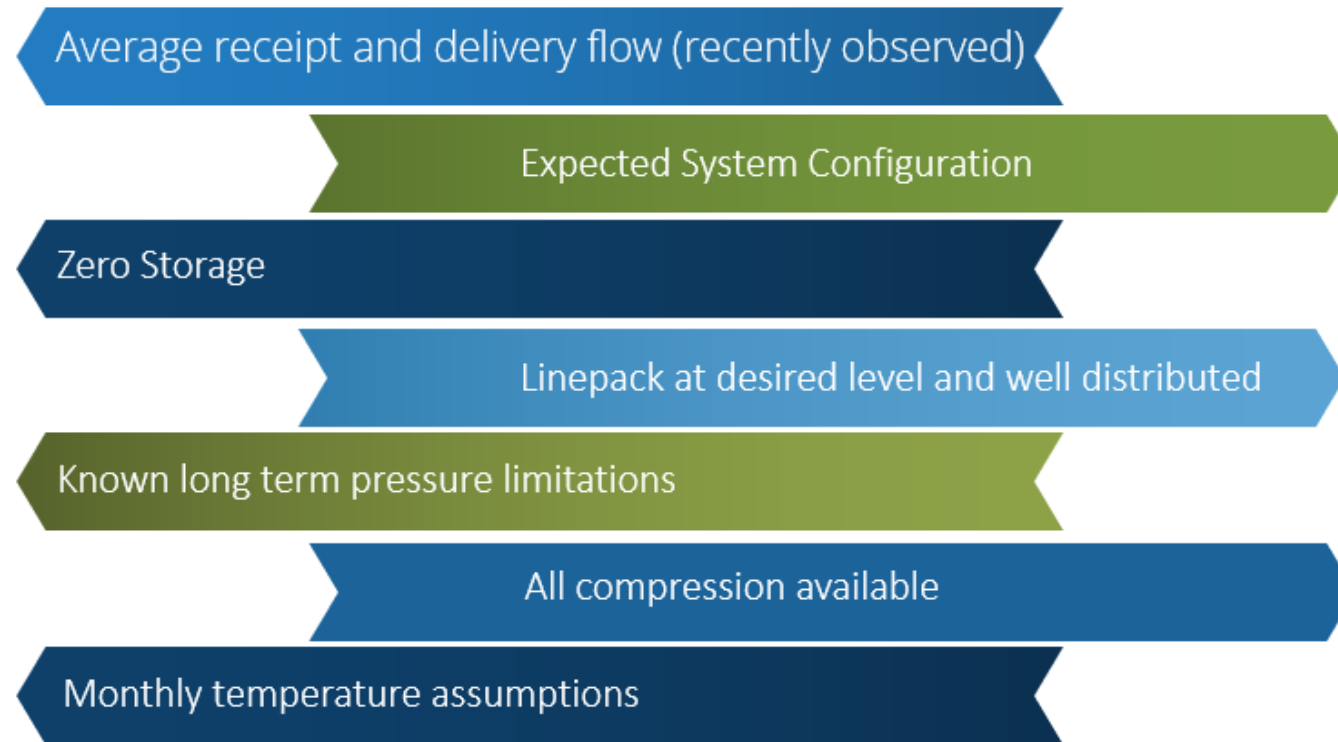 Average receipt and delivery flow (recently observed)
Expected System Configuration
Zero Storage
Linepack at desired level and well distributed
Known long term pressure limitations
All compression available
Monthly temperature assumptions